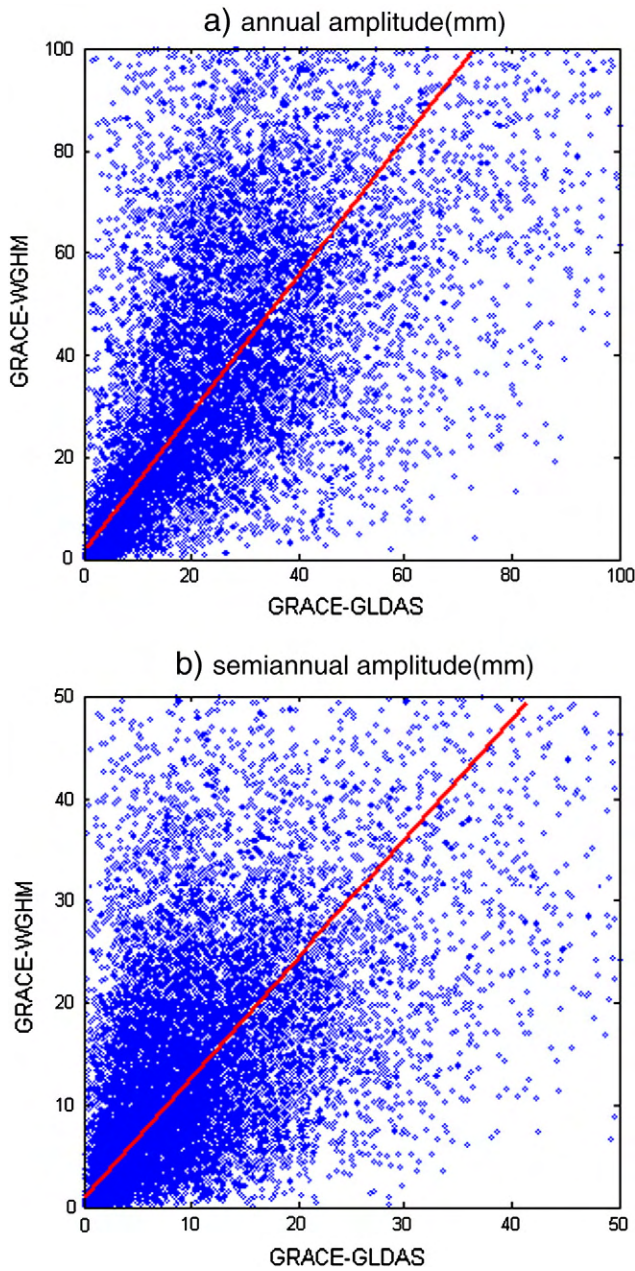 a) annual amplitude(mm)
100
80
60
40
20
0
GRACE-WGHM
0 20 40 60 80 100
GRACE-GLDAS
b) semiannual amplitude(mm)
50
40
30
20
10
0
GRACE-WGHM
0 10 20 30 40 50
GRACE-GLDAS